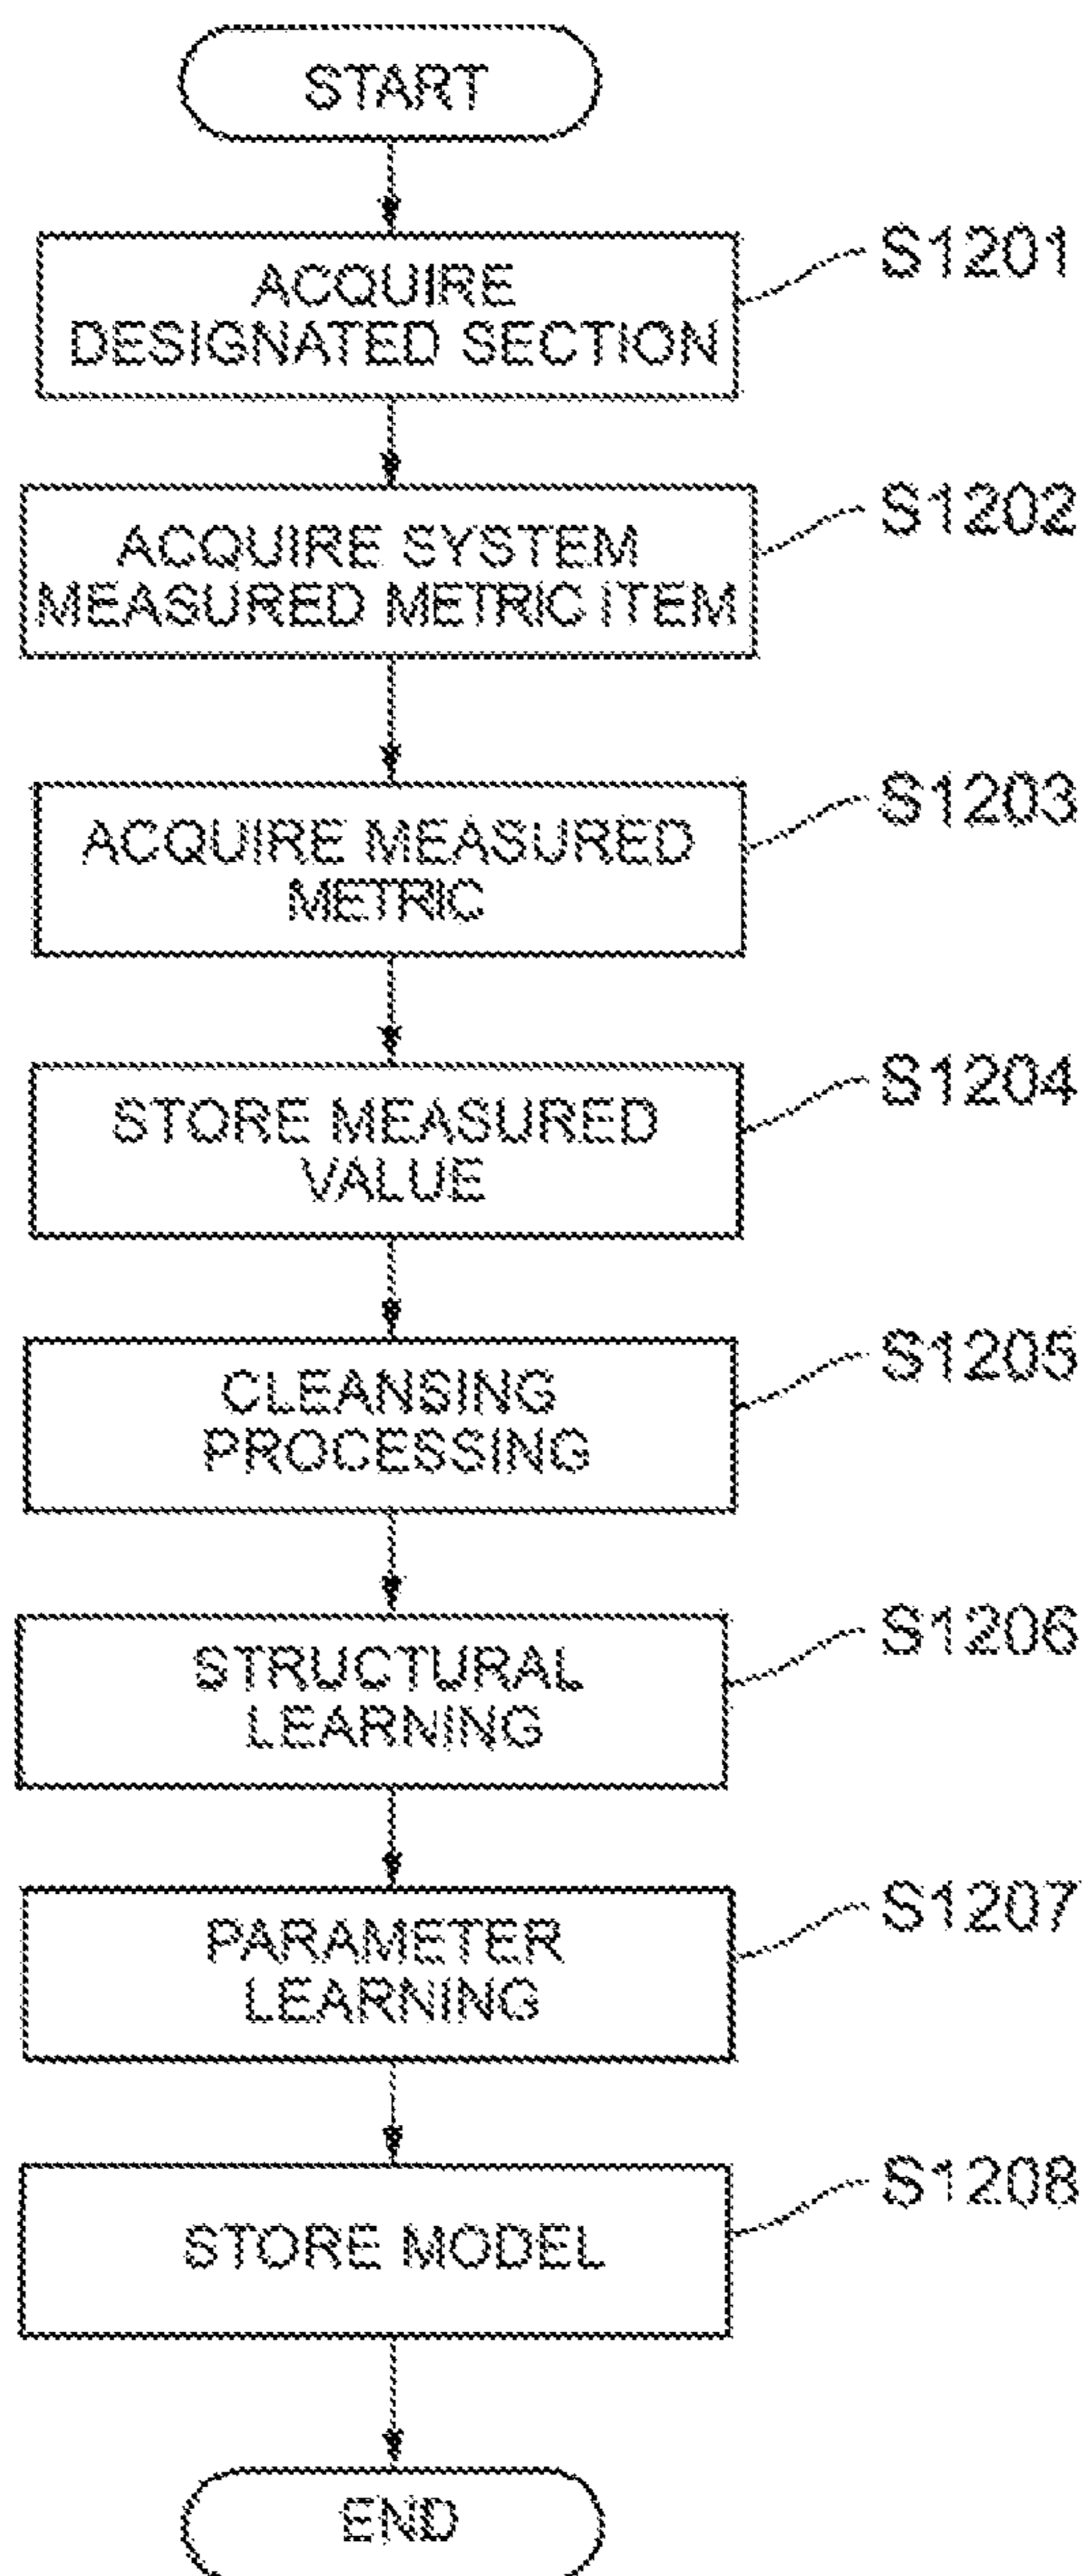 START
ACQUIRE
DESIGNATED SECTION
S1201
ACQUIRE SYSTEM
MEASURED METRIC ITEM
S1202
ACQUIRE MEASURED
METRIC
S1203
STORE MEASURED
VALUE
S1204
CLEANSING
PROCESSING
S1205
STRUCTURAL
LEARNING
S1206
PARAMETER
LEARNING
S1207
STORE MODEL
S1208
END